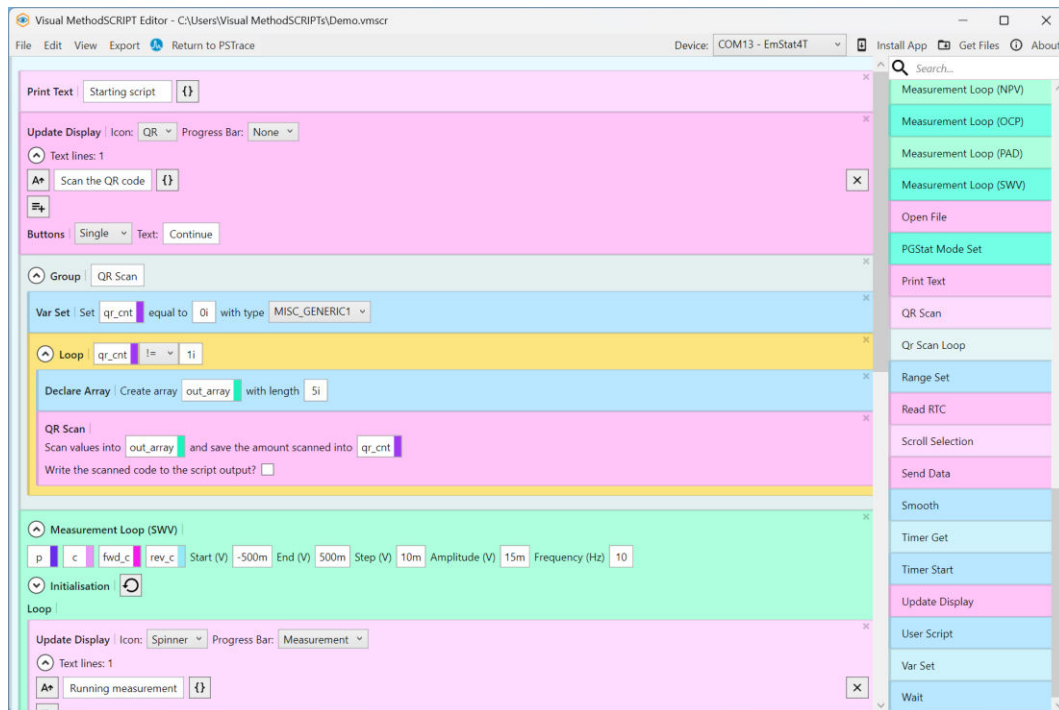 Visual MethodSCRIPT Editor - C:\Users\Visual MethodSCRIPTs\Demo.vmscr
File Edit View Export Return to PSTrace Device: COM13 - EmStat4T Install App Get Files About
Print Text Starting script {}
Update Display Icon: QR Progress Bar: None
Text lines: 1
A Scan the QR code {}
Buttons Single Text: Continue
Group QR Scan
Var Set Set qr_cnt equal to 0i with type MISC_GENERIC1
Loop qr_cnt != 1i
Declare Array Create array out_array with length 5i
QR Scan
Scan values into out_array and save the amount scanned into qr_cnt
Write the scanned code to the script output?
Measurement Loop (SWV)
p c fwd_c rev_c Start (V) -500m End (V) 500m Step (V) 10m Amplitude (V) 15m Frequency (Hz) 10
Initialisation
Loop
Update Display Icon: Spinner Progress Bar: Measurement
Text lines: 1
A Running measurement {}
Search...
Measurement Loop (NPV)
Measurement Loop (OCP)
Measurement Loop (PAD)
Measurement Loop (SWV)
Open File
PGStat Mode Set
Print Text
QR Scan
Qr Scan Loop
Range Set
Read RTC
Scroll Selection
Send Data
Smooth
Timer Get
Timer Start
Update Display
User Script
Var Set
Wait